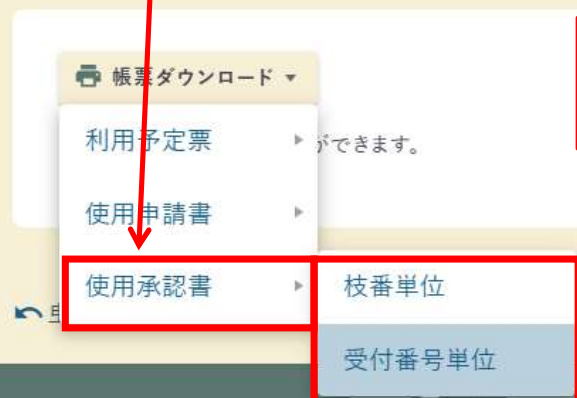 帳票ダウンロード
利用予定票
ができます。
使用申請書
使用承認書
枝番単位
受付番号単位